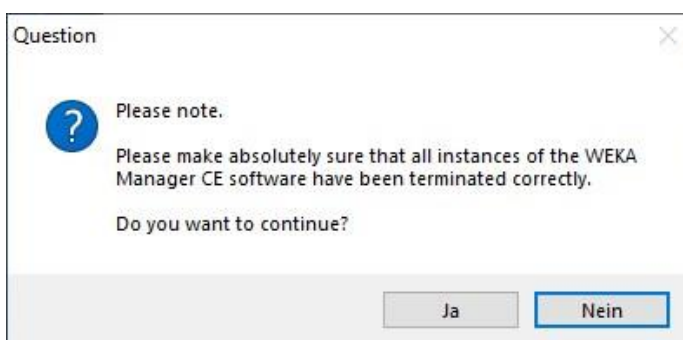 Question
Please note.
Please make absolutely sure that all instances of the WEKA
Manager CE software have been terminated correctly.
Do you want to continue?
Ja
Nein